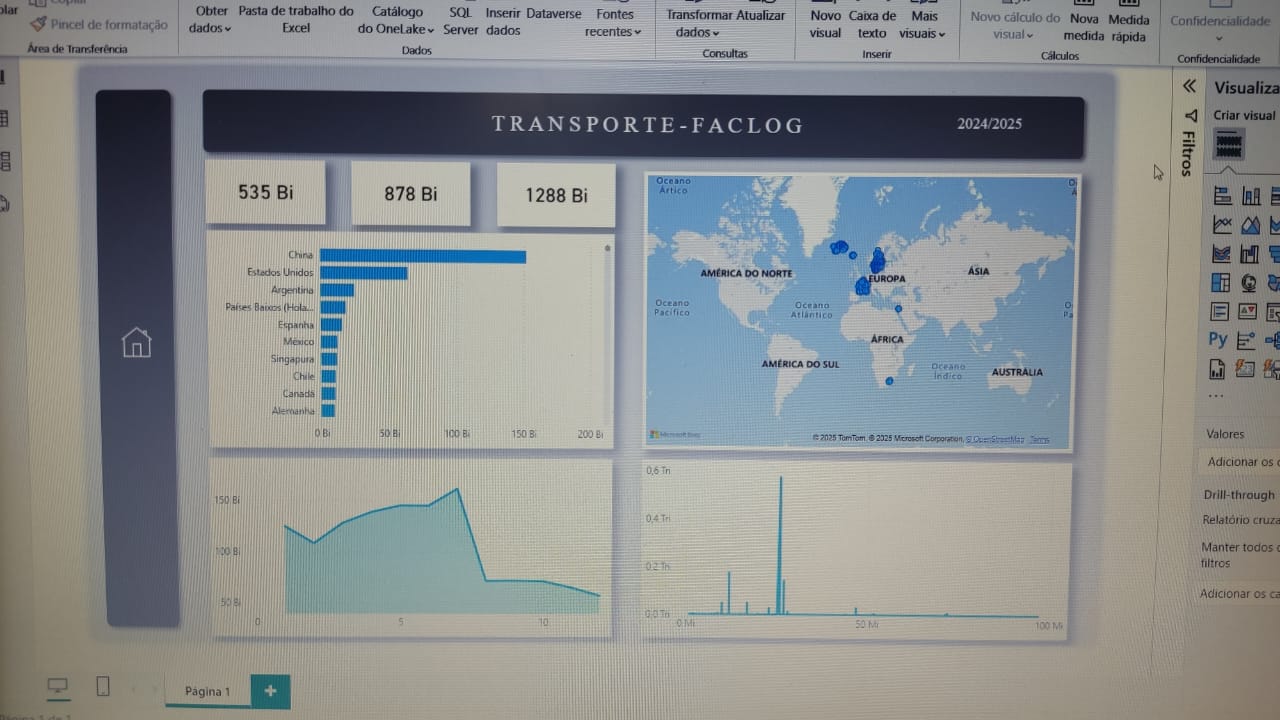 Pincel de formatação
Área de Transferência
Obter dados
Pasta de trabalho do Excel
Catálogo do OneLake
SQL Server
Inserir dados
Dataverse
Fontes recentes
Dados
Transformar dados
Atualizar
Consultas
Novo visual
Caixa de texto
Mais visuais
Inserir
Novo cálculo do visual
Nova medida
Medida rápida
Cálculos
Confidencialidade
Confidencialidade
TRANSPORTE-FACLOG
2024/2025
535 Bi
878 Bi
1288 Bi
China
Estados Unidos
Argentina
Países Baixos (Hola...
Espanha
México
Singapura
Chile
Canadá
Alemanha
0 Bi 50 Bi 100 Bi 150 Bi 200 Bi
Oceano Ártico
AMÉRICA DO NORTE
EUROPA
ÁSIA
Oceano Pacífico
Oceano Atlântico
ÁFRICA
AMÉRICA DO SUL
Oceano Índico
AUSTRÁLIA
Microsoft Bing
© 2025 TomTom, © 2025 Microsoft Corporation, © OpenStreetMap Terms
150 Bi
100 Bi
50 Bi
0 5 10
0,6 Tn
0,4 Tn
0,2 Tn
0,0 Tn
0 Mi 50 Mi 100 Mi
Filtros
Visualiza
Criar visual
Py
...
Valores
Adicionar os c
Drill-through
Relatório cruza
Manter todos o
filtros
Adicionar os ca
Página 1
+